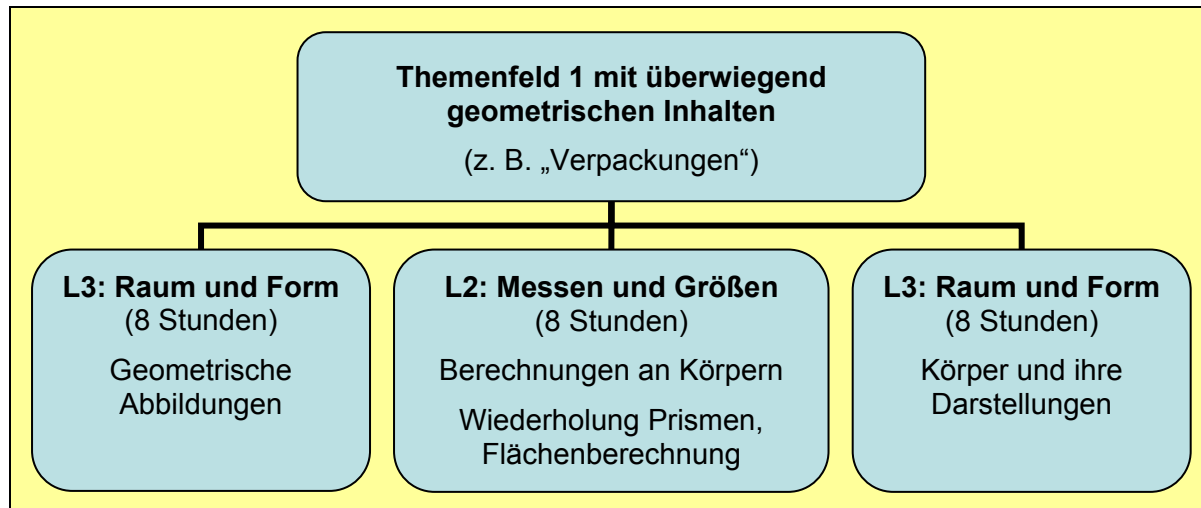 Themenfeld 1 mit überwiegend
geometrischen Inhalten
(z. B. „Verpackungen“)
L3: Raum und Form
(8 Stunden)
Geometrische
Abbildungen
L2: Messen und Größen
(8 Stunden)
Berechnungen an Körpern
Wiederholung Prismen,
Flächenberechnung
L3: Raum und Form
(8 Stunden)
Körper und ihre
Darstellungen